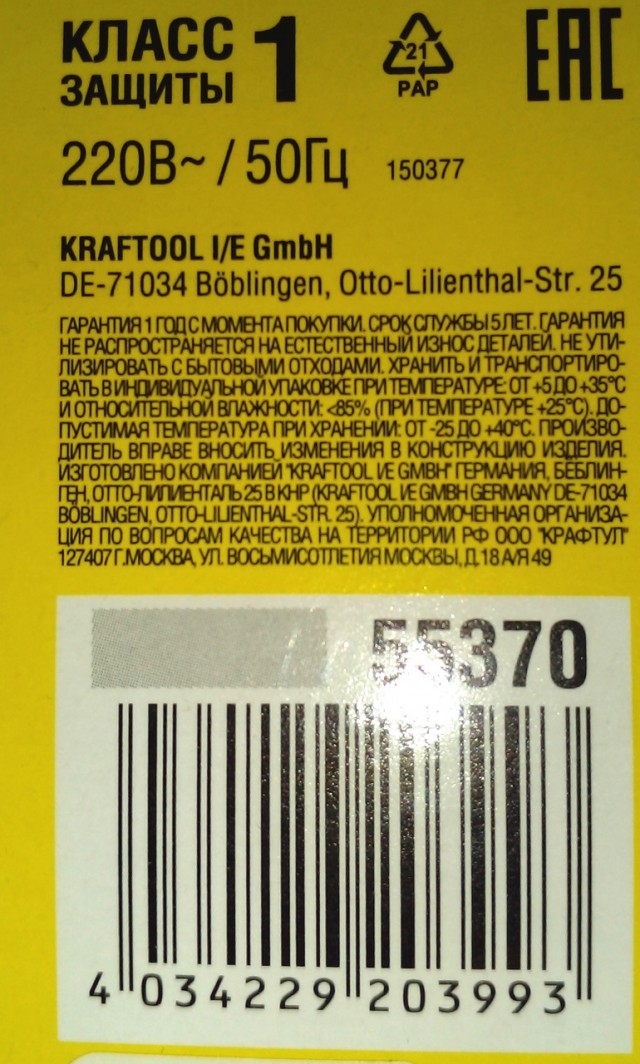 КЛАСС 1
ЗАЩИТЫ
21
PAP
EAC
220В~ / 50Гц 150377
KRAFTOOL I/E GmbH
DE-71034 Böblingen, Otto-Lilienthal-Str. 25
ГАРАНТИЯ 1 ГОД С МОМЕНТА ПОКУПКИ. СРОК СЛУЖБЫ 5 ЛЕТ. ГАРАНТИЯ
НЕ РАСПРОСТРАНЯЕТСЯ НА ЕСТЕСТВЕННЫЙ ИЗНОС ДЕТАЛЕЙ. НЕ УТИ-
ЛИЗИРОВАТЬ С БЫТОВЫМИ ОТХОДАМИ. ХРАНИТЬ И ТРАНСПОРТИРО-
ВАТЬ В ИНДИВИДУАЛЬНОЙ УПАКОВКЕ ПРИ ТЕМПЕРАТУРЕ: ОТ +5 ДО +35°С
И ОТНОСИТЕЛЬНОЙ ВЛАЖНОСТИ: <85% (ПРИ ТЕМПЕРАТУРЕ +25°С). ДО-
ПУСТИМАЯ ТЕМПЕРАТУРА ПРИ ХРАНЕНИИ: ОТ -25 ДО +40°С. ПРОИЗВО-
ДИТЕЛЬ ВПРАВЕ ВНОСИТЬ ИЗМЕНЕНИЯ В КОНСТРУКЦИЮ ИЗДЕЛИЯ.
ИЗГОТОВЛЕНО КОМПАНИЕЙ "KRAFTOOL I/E GMBH" ГЕРМАНИЯ, БЁБЛИН-
ГЕН, ОТТО-ЛИЛИЕНТАЛЬ 25 В КНР (KRAFTOOL I/E GMBH GERMANY DE-71034
BÖBLINGEN, OTTO-LILIENTHAL-STR. 25). УПОЛНОМОЧЕННАЯ ОРГАНИЗА-
ЦИЯ ПО ВОПРОСАМ КАЧЕСТВА НА ТЕРРИТОРИИ РФ ООО "КРАФТУЛ"
127407 Г.МОСКВА, УЛ. ВОСЬМИСОТЛЕТИЯ МОСКВЫ, Д.18 А/Я 49
55370
4 034229 203993